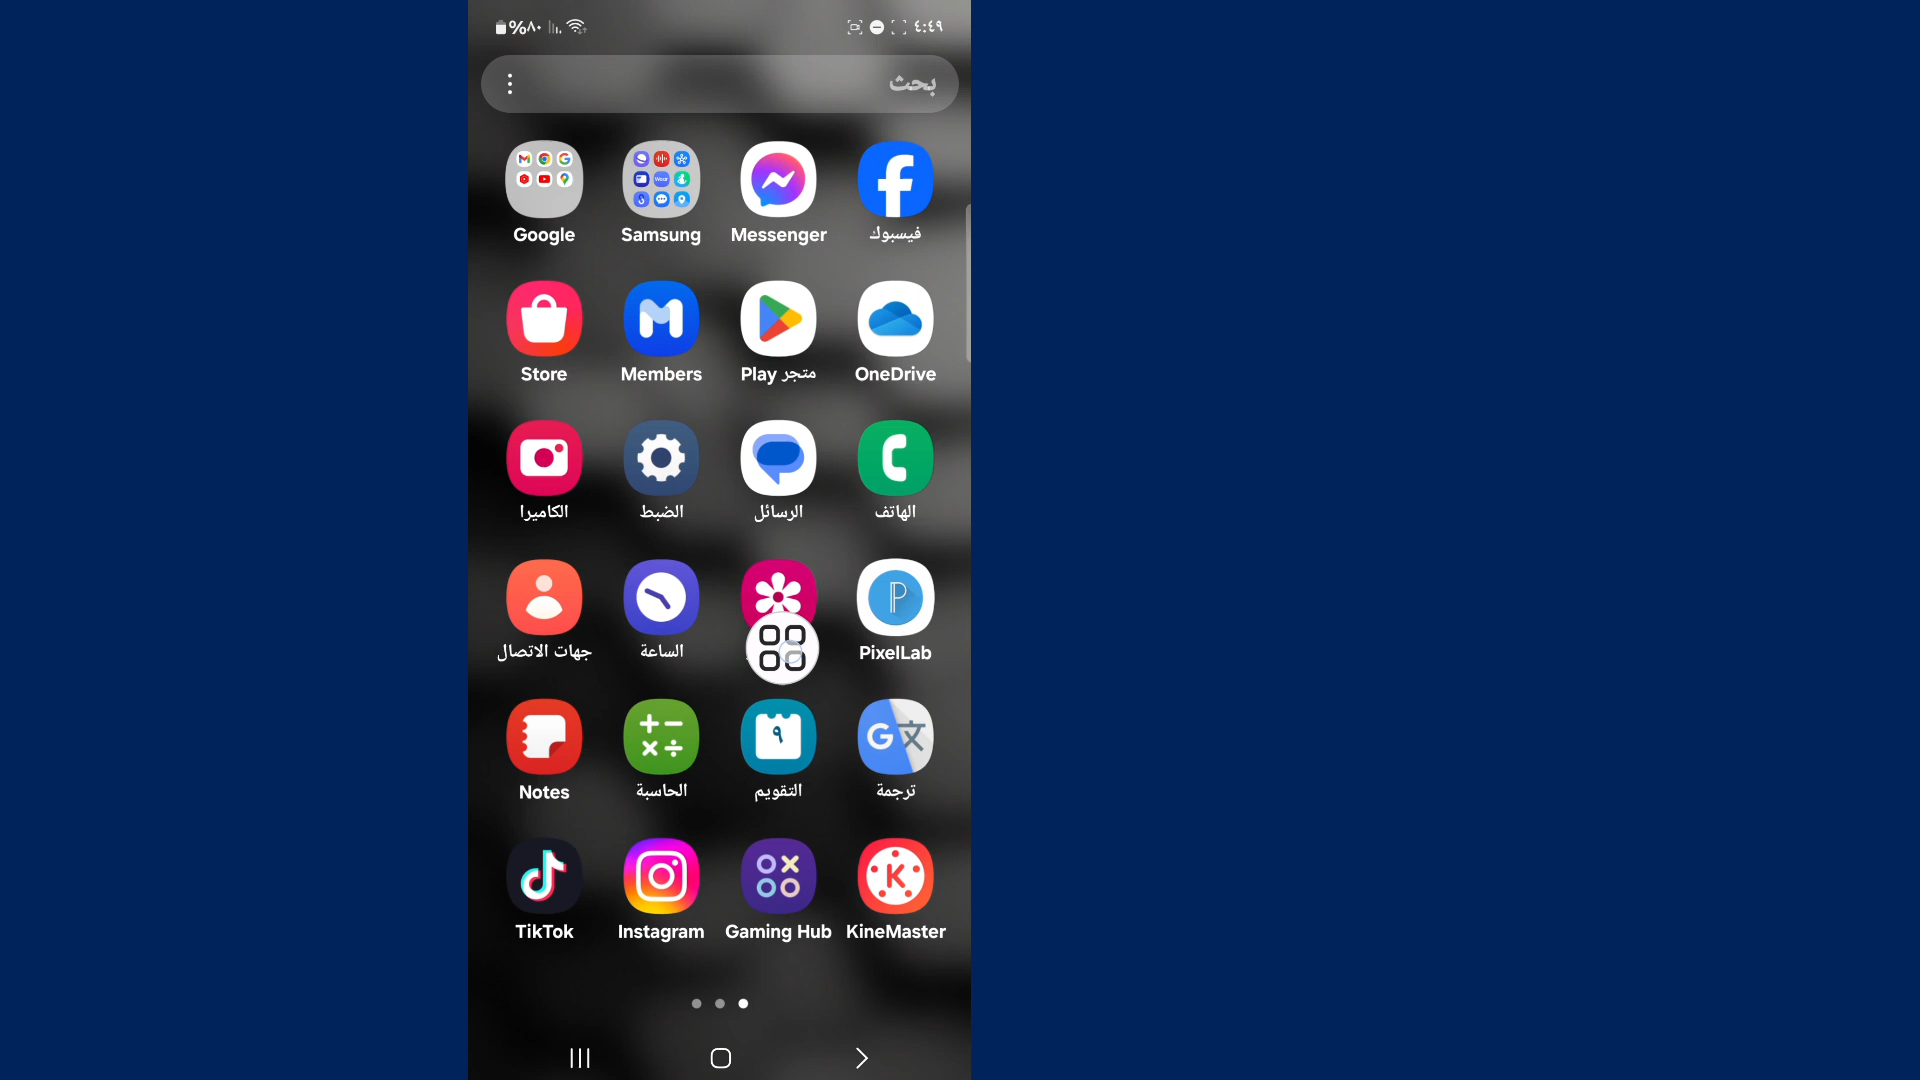 ٤:٤٩
%٨٠
بحث
فيسبوك
Messenger
Samsung
Google
OneDrive
متجر Play
Members
Store
الهاتف
الرسائل
الضبط
الكاميرا
PixelLab
الساعة
جهات الاتصال
ترجمة
التقويم
الحاسبة
Notes
KineMaster
Gaming Hub
Instagram
TikTok